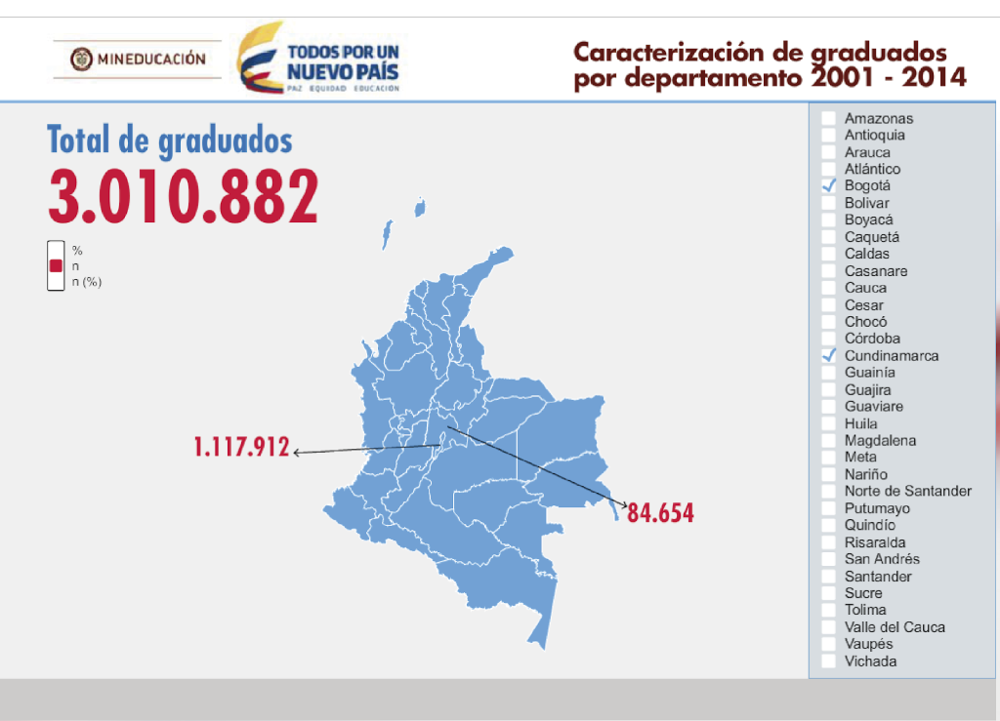 MINEDUCACIÓN
TODOS POR UN
NUEVO PAÍS
PAZ EQUIDAD EDUCACIÓN
Caracterización de graduados
por departamento 2001 - 2014
Total de graduados
3.010.882
%
n
n (%)
1.117.912
84.654
Amazonas
Antioquia
Arauca
Atlántico
Bogotá
Bolivar
Boyacá
Caquetá
Caldas
Casanare
Cauca
Cesar
Chocó
Córdoba
Cundinamarca
Guainía
Guajira
Guaviare
Huila
Magdalena
Meta
Nariño
Norte de Santander
Putumayo
Quindío
Risaralda
San Andrés
Santander
Sucre
Tolima
Valle del Cauca
Vaupés
Vichada